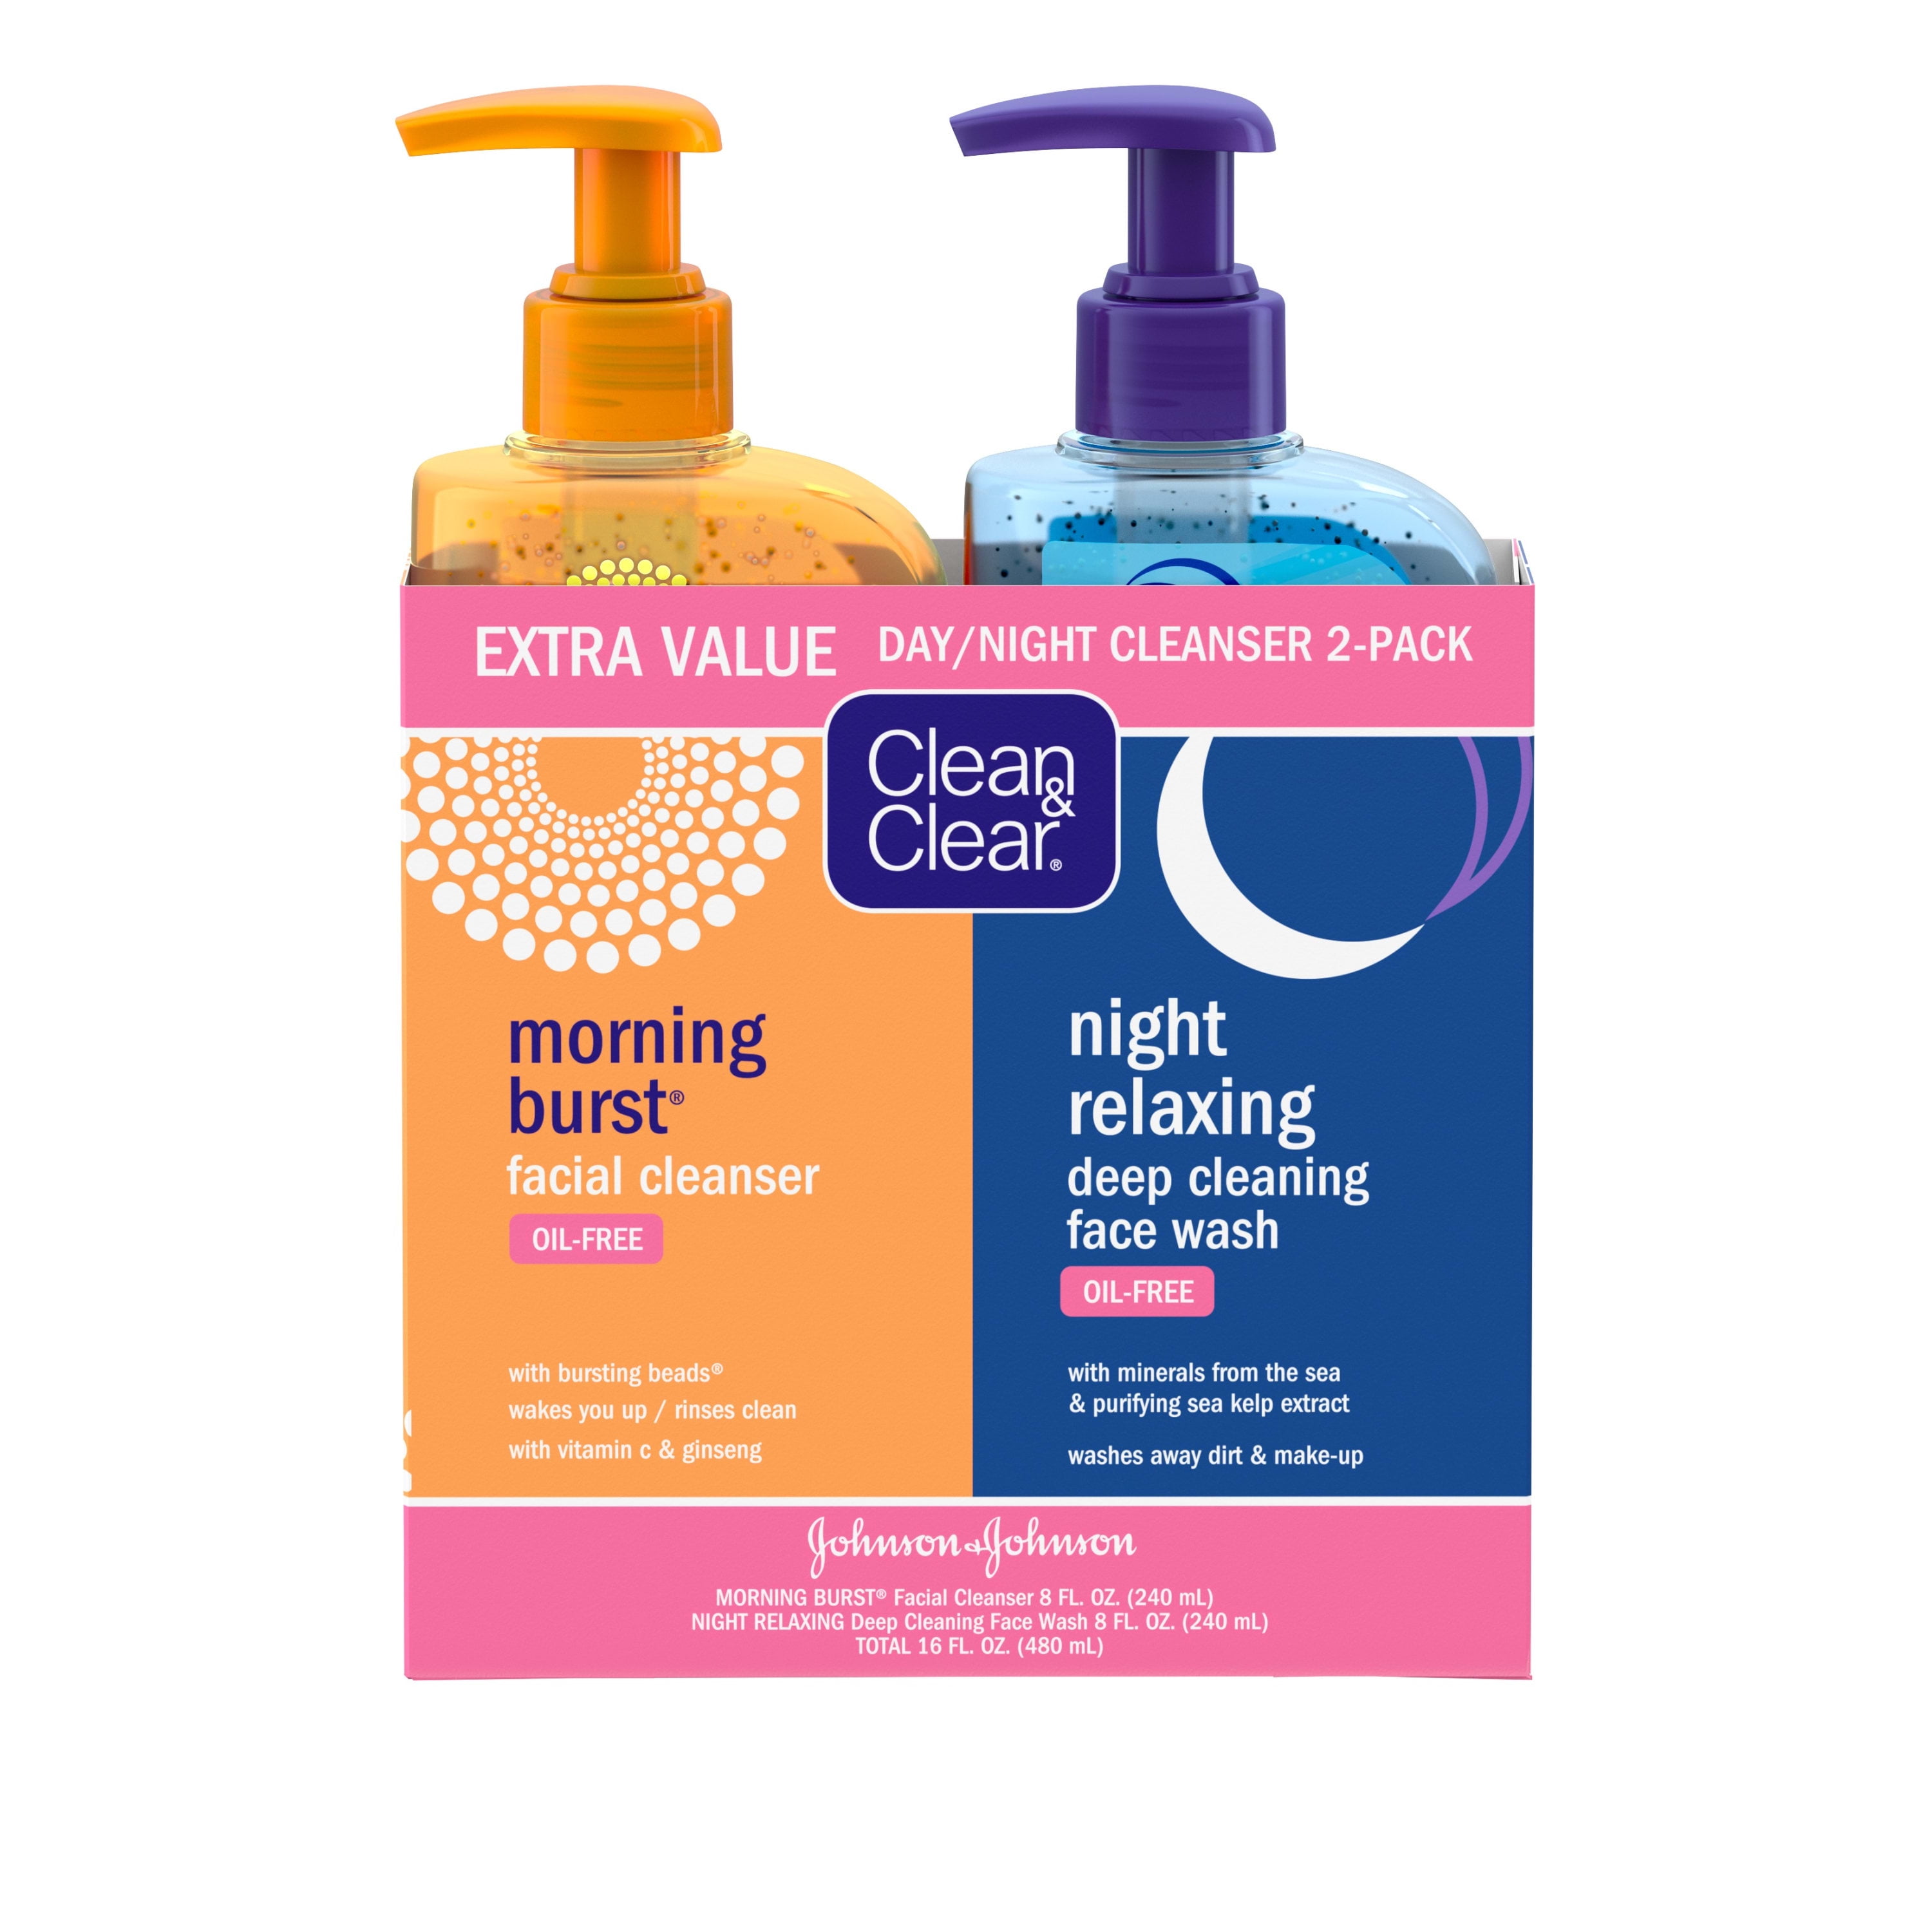 EXTRA VALUE DAY/NIGHT CLEANSER 2-PACK
Clean
&
Clear®
morning
burst®
facial cleanser
OIL-FREE
with bursting beads®
wakes you up / rinses clean
with vitamin c & ginseng
night
relaxing
deep cleaning
face wash
OIL-FREE
with minerals from the sea
& purifying sea kelp extract
washes away dirt & make-up
Johnson & Johnson
MORNING BURST® Facial Cleanser 8 FL. OZ. (240 mL)
NIGHT RELAXING Deep Cleaning Face Wash 8 FL. OZ. (240 mL)
TOTAL 16 FL. OZ. (480 mL)